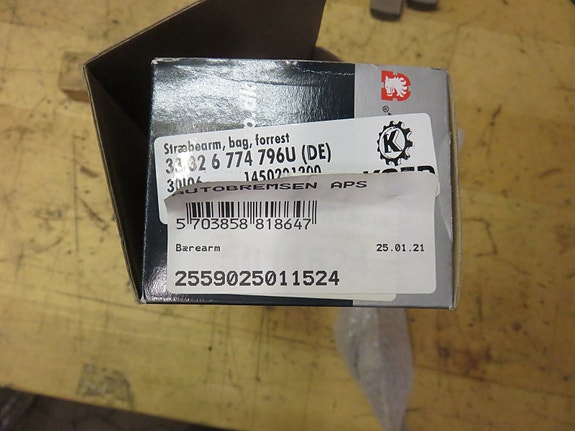 Stræbearm, bag, forrest
33 32 6 774 796U (DE)
AUTOBREMSEN APS
5 703858 818647
Bærearm
25.01.21
2559025011524